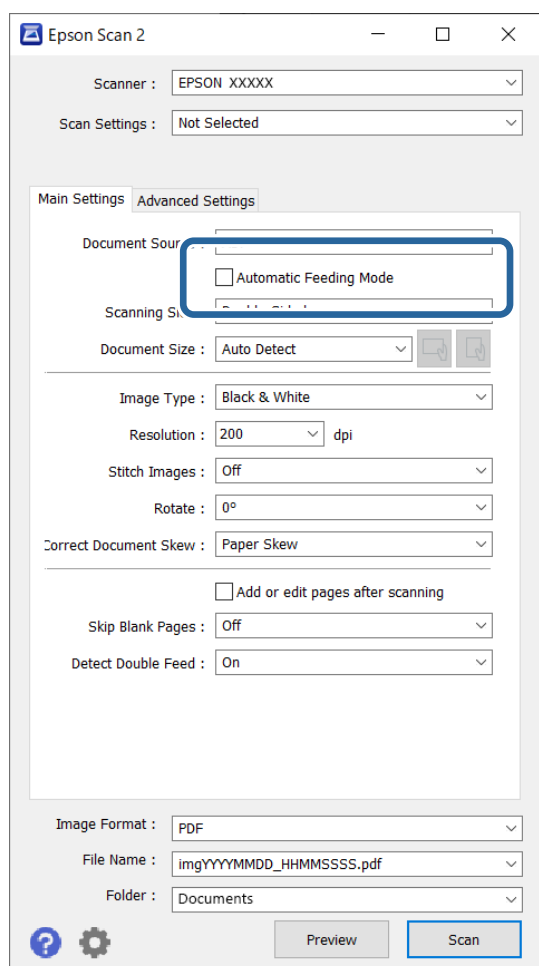 Epson Scan 2
Scanner : EPSON XXXXX
Scan Settings : Not Selected
Main Settings Advanced Settings
Document
Automatic Feeding Mode
Scanning
Document Size : Auto Detect
Image Type : Black & White
Resolution : 200 dpi
Stitch Images : Off
Rotate : 0°
Correct Document Skew : Paper Skew
Add or edit pages after scanning
Skip Blank Pages : Off
Detect Double Feed : On
Image Format : PDF
File Name : imgYYYYMMDD_HHMMSSSS.pdf
Folder : Documents
? Preview Scan